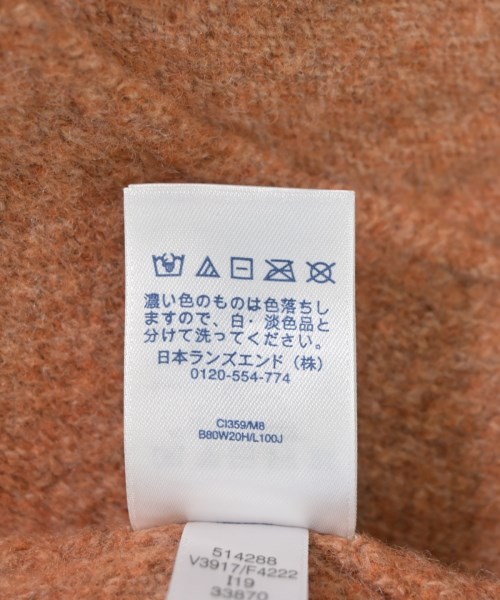 濃い色のものは色落ちし
ますので、白・淡色品と
分けて洗ってください。
日本ランズエンド（株）
0120-554-774
CI359/M8
B80W20H/L100J
514288
V3917/F4222
I19
33870